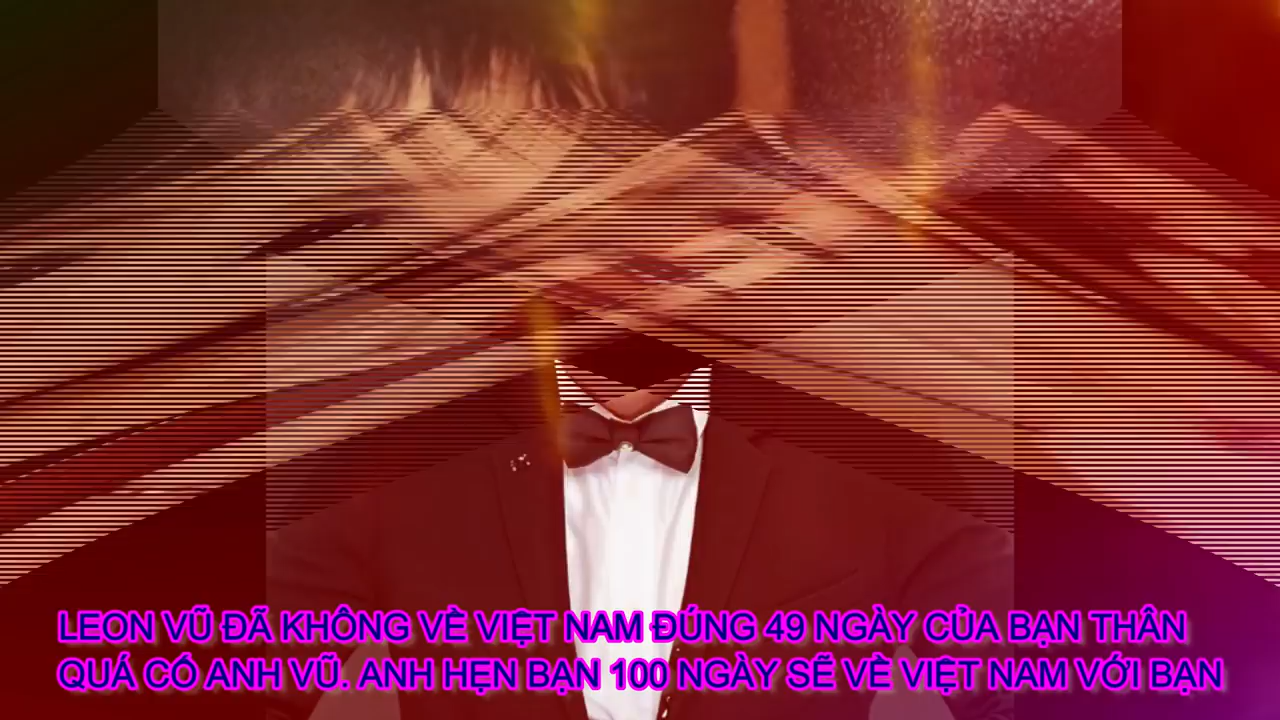 LEON VŨ ĐÃ KHÔNG VỀ VIỆT NAM ĐÚNG 49 NGÀY CỦA BẠN THÂN
QUÁ CỐ ANH VŨ. ANH HẸN BẠN 100 NGÀY SẼ VỀ VIỆT NAM VỚI BẠN